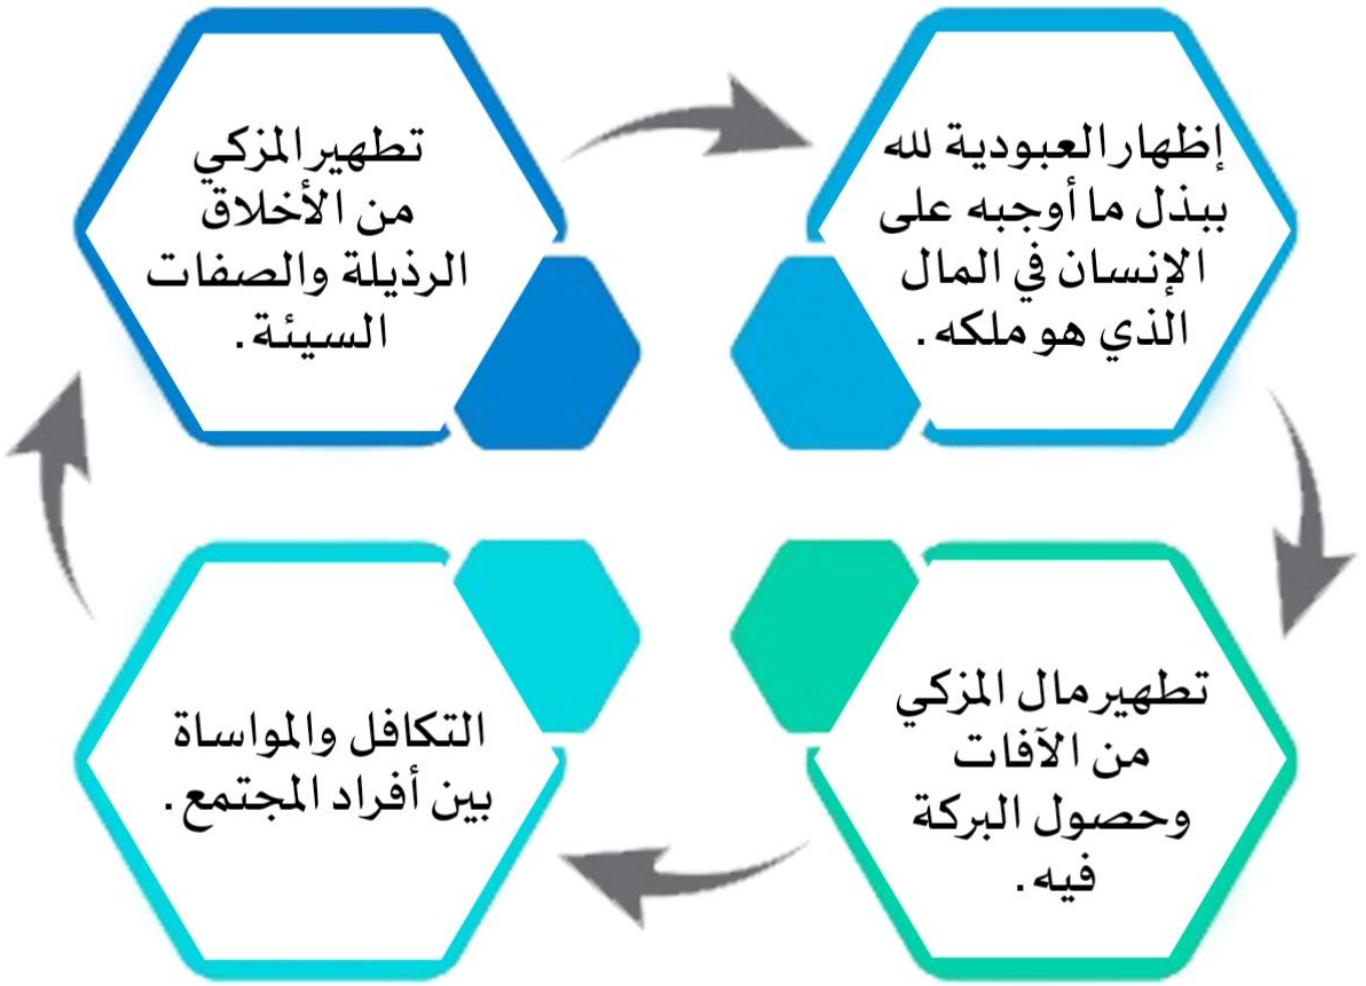 إظهار العبودية لله
ببذل ما أوجبه على
الإنسان في المال
الذي هو ملكه .
تطهير المزكي
من الأخلاق
الرذيلة والصفات
السيئة .
تطهير مال المزكي
من الآفات
وحصول البركة
فيه .
التكافل والمواساة
بين أفراد المجتمع .